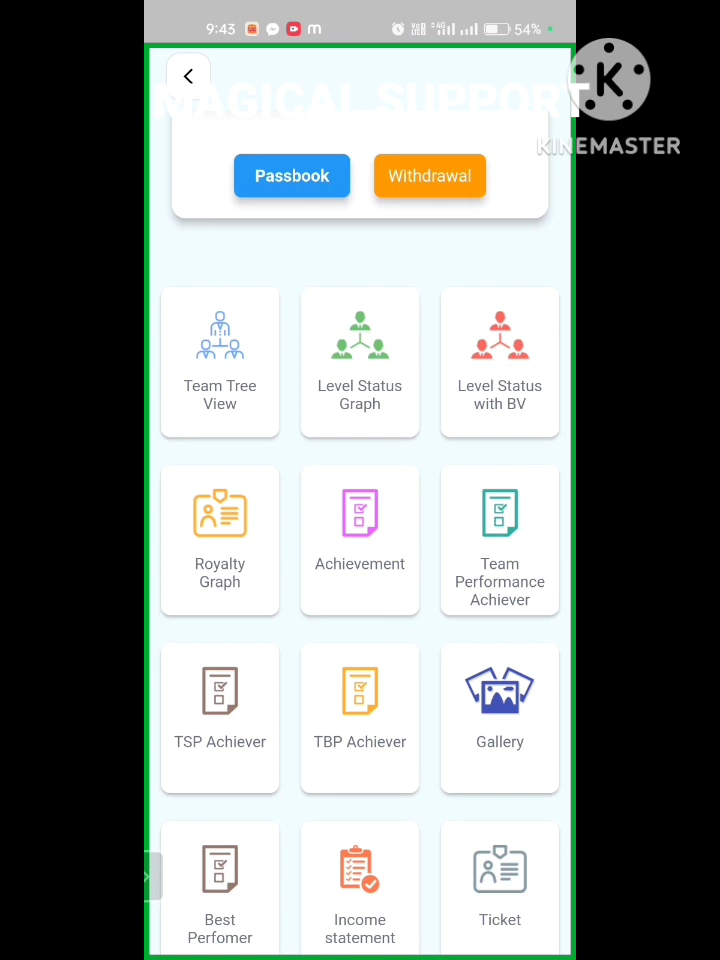 9:43
54%
MAGICAL SUPPORT
K
KINEMASTER
Passbook
Withdrawal
Team Tree
View
Level Status
Graph
Level Status
with BV
Royalty
Graph
Achievement
Team
Performance
Achiever
TSP Achiever
TBP Achiever
Gallery
Best
Perfomer
Income
statement
Ticket